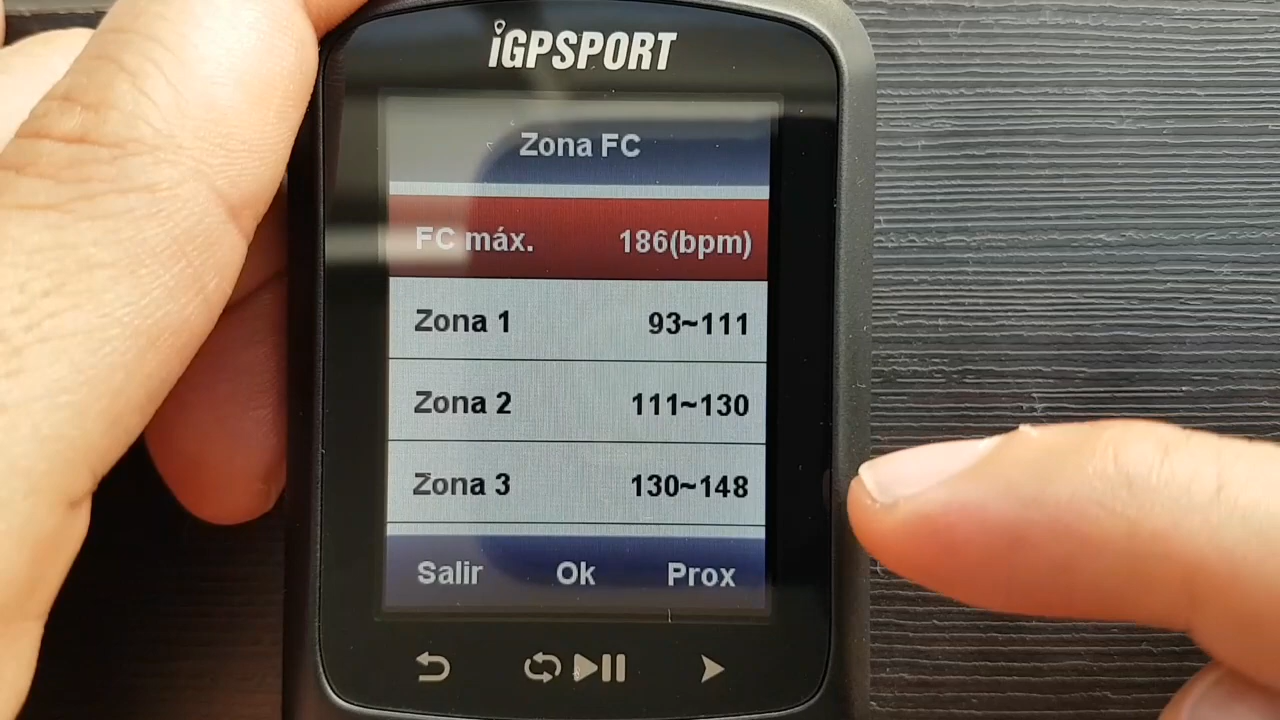 iGPSPORT
Zona FC
FC máx. 186(bpm)
Zona 1 93~111
Zona 2 111~130
Zona 3 130~148
Salir Ok Prox